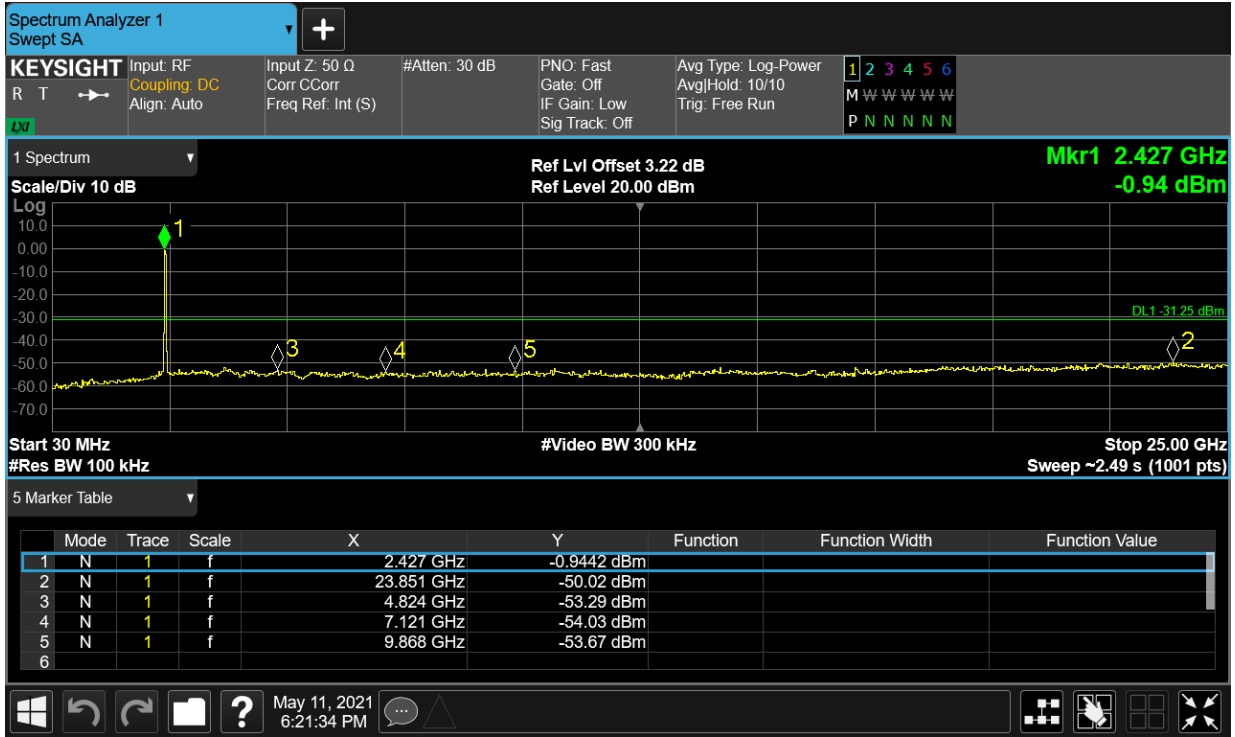 Spectrum Analyzer 1
Swept SA
+
KEYSIGHT
R T
LXI
Input: RF
Coupling: DC
Align: Auto
Input Z: 50 Ω
Corr CCorr
Freq Ref: Int (S)
#Atten: 30 dB
PNO: Fast
Gate: Off
IF Gain: Low
Sig Track: Off
Avg Type: Log-Power
Avg|Hold: 10/10
Trig: Free Run
1 2 3 4 5 6
M W W W W W
P N N N N N
1 Spectrum
Scale/Div 10 dB
Ref Lvl Offset 3.22 dB
Ref Level 20.00 dBm
Mkr1 2.427 GHz
-0.94 dBm
Log
10.0
0.00
-10.0
-20.0
-30.0
-40.0
-50.0
-60.0
-70.0
1
DL1 -31.25 dBm
3
4
5
2
Start 30 MHz
#Video BW 300 kHz
Stop 25.00 GHz
#Res BW 100 kHz
Sweep ~2.49 s (1001 pts)
5 Marker Table
Mode Trace Scale X Y Function Function Width Function Value
1 N 1 f 2.427 GHz -0.9442 dBm
2 N 1 f 23.851 GHz -50.02 dBm
3 N 1 f 4.824 GHz -53.29 dBm
4 N 1 f 7.121 GHz -54.03 dBm
5 N 1 f 9.868 GHz -53.67 dBm
6
?
May 11, 2021
6:21:34 PM